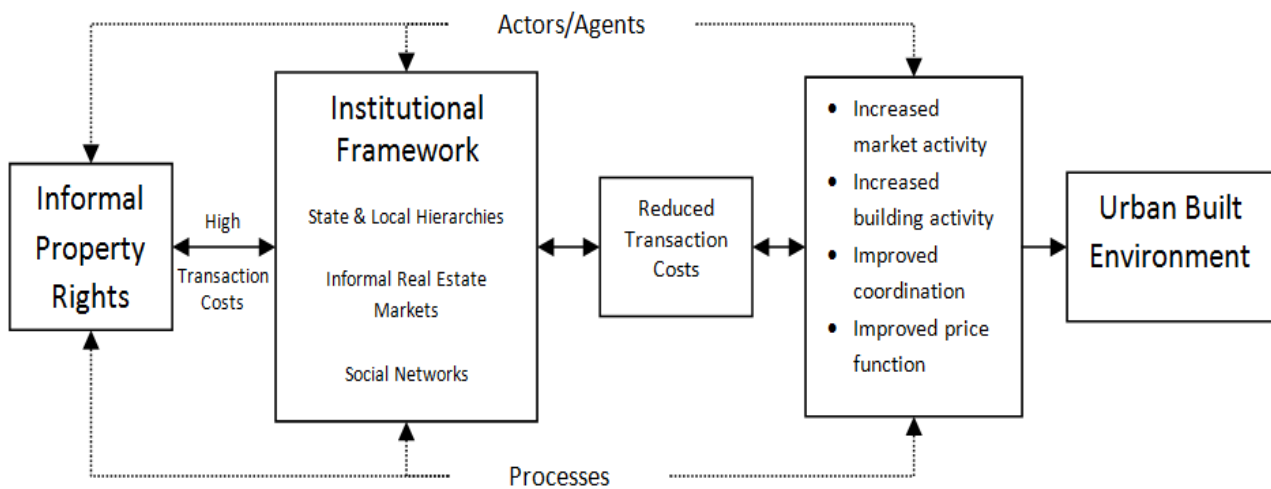 Actors/Agents
Informal
Property
Rights
High
Transaction
Costs
Institutional
Framework
State & Local Hierarchies
Informal Real Estate
Markets
Social Networks
Reduced
Transaction
Costs
• Increased
market activity
• Increased
building activity
• Improved
coordination
• Improved price
function
Urban Built
Environment
Processes